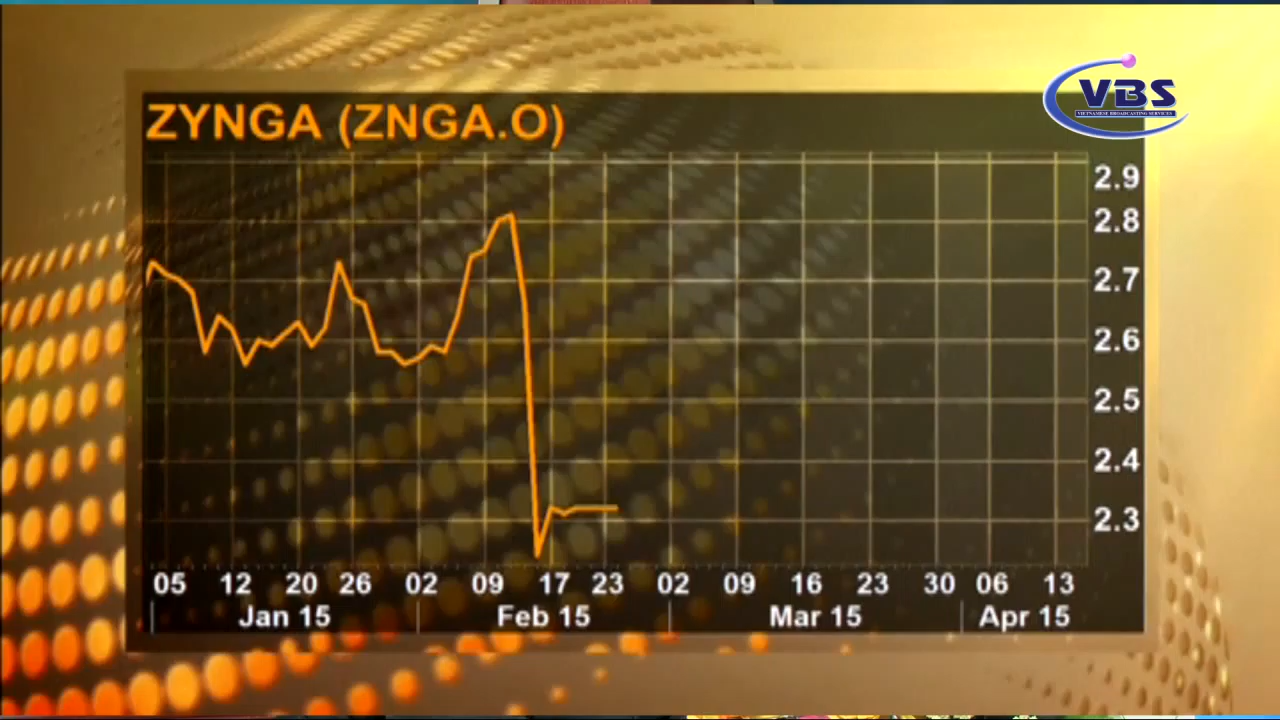 ZYNGA (ZNGA.O)
VBS
VIETNAMESE BROADCASTING SERVICES
2.9
2.8
2.7
2.6
2.5
2.4
2.3
05 12 20 26 02 09 17 23 02 09 16 23 30 06 13
Jan 15 Feb 15 Mar 15 Apr 15